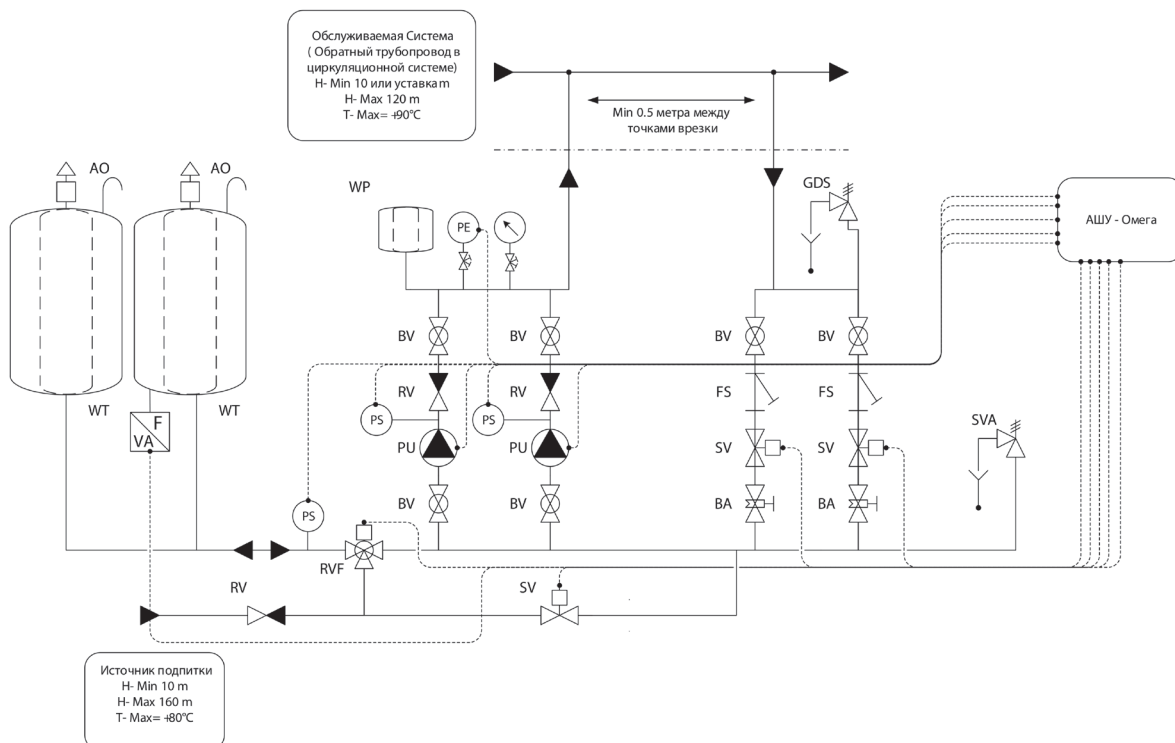 Обслуживаемая Система
( Обратный трубопровод в
циркуляционной системе)
H- Min 10 или уставкам
H- Max 120 m
T- Max= +90°C
Min 0.5 метра между
точками врезки
AO
AO
WP
GDS
АШУ - Омега
PE
BV
BV
BV
BV
RV
RV
FS
FS
WT
WT
PS
PS
F
VA
SVA
PU
PU
SV
SV
BV
BV
BA
BA
PS
RVF
RV
SV
Источник подпитки
H- Min 10 m
H- Max 160 m
T- Max= +80°C